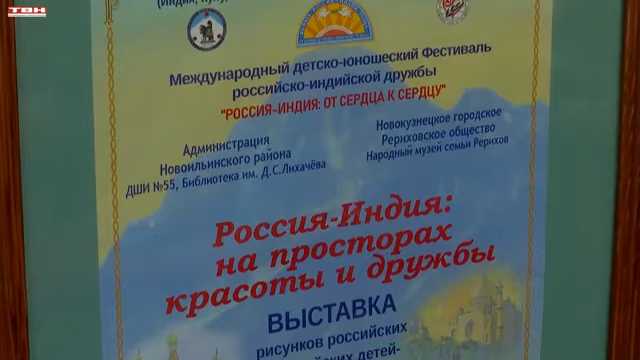 ТВН
(Индия,
Международный детско-юношеский Фестиваль
российско-индийской дружбы
"РОССИЯ-ИНДИЯ: ОТ СЕРДЦА К СЕРДЦУ"
Администрация
Новоильинского района
ДШИ №55, Библиотека им. Д.С.Лихачёва
Новокузнецкое городское
Рериховское общество
Народный музей семьи Рерихов
Россия-Индия:
на просторах
красоты и дружбы
ВЫСТАВКА
рисунков российских
детей-